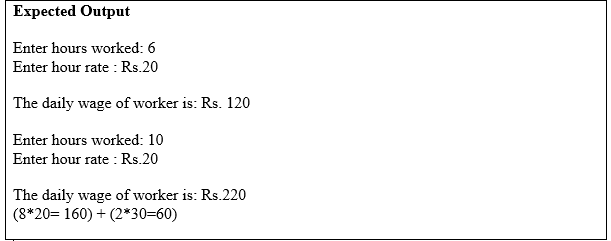 Expected Output
Enter hours worked: 6
Enter hour rate : Rs.20
The daily wage of worker is: Rs. 120
Enter hours worked: 10
Enter hour rate : Rs.20
The daily wage of worker is: Rs.220
(8*20= 160) + (2*30=60)